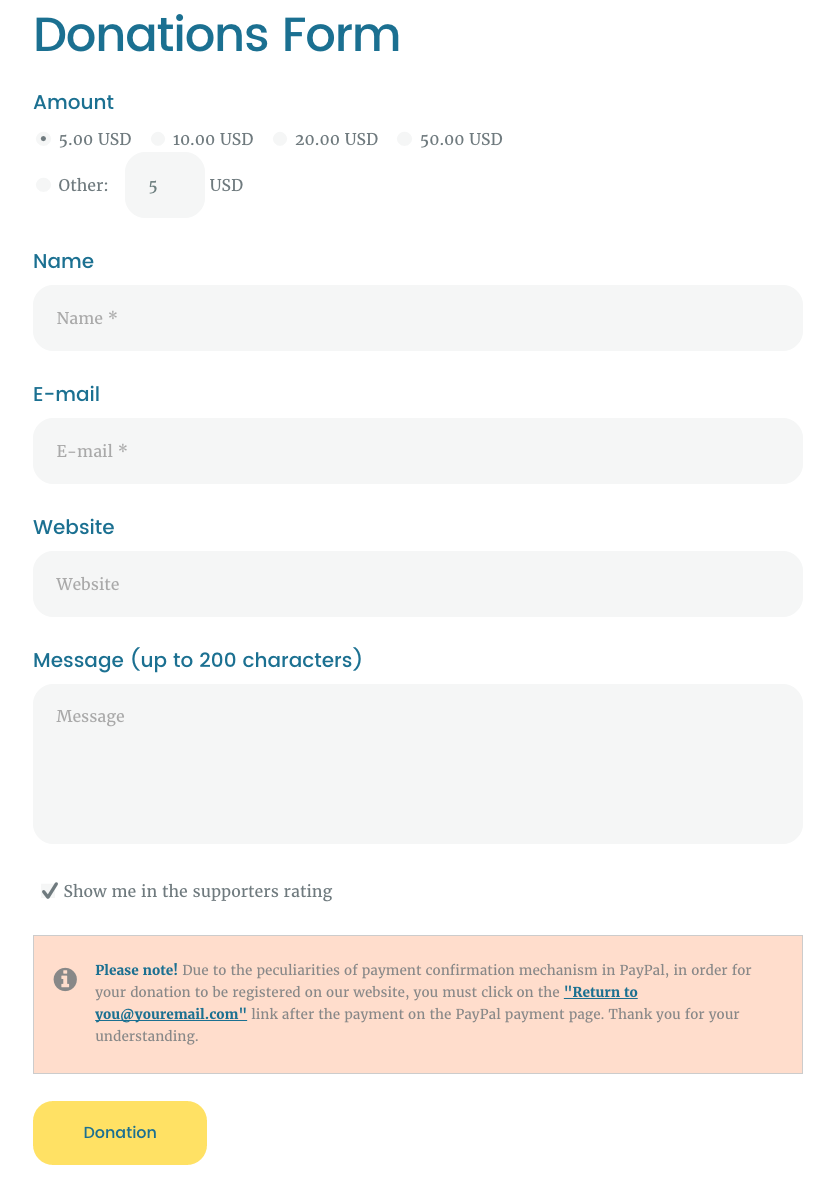 Donations Form
Amount
5.00 USD 10.00 USD 20.00 USD 50.00 USD
Other: 5 USD
Name
Name *
E-mail
E-mail *
Website
Website
Message (up to 200 characters)
Message
Show me in the supporters rating
Please note! Due to the peculiarities of payment confirmation mechanism in PayPal, in order for
your donation to be registered on our website, you must click on the "Return to
you@youremail.com" link after the payment on the PayPal payment page. Thank you for your
understanding.
Donation